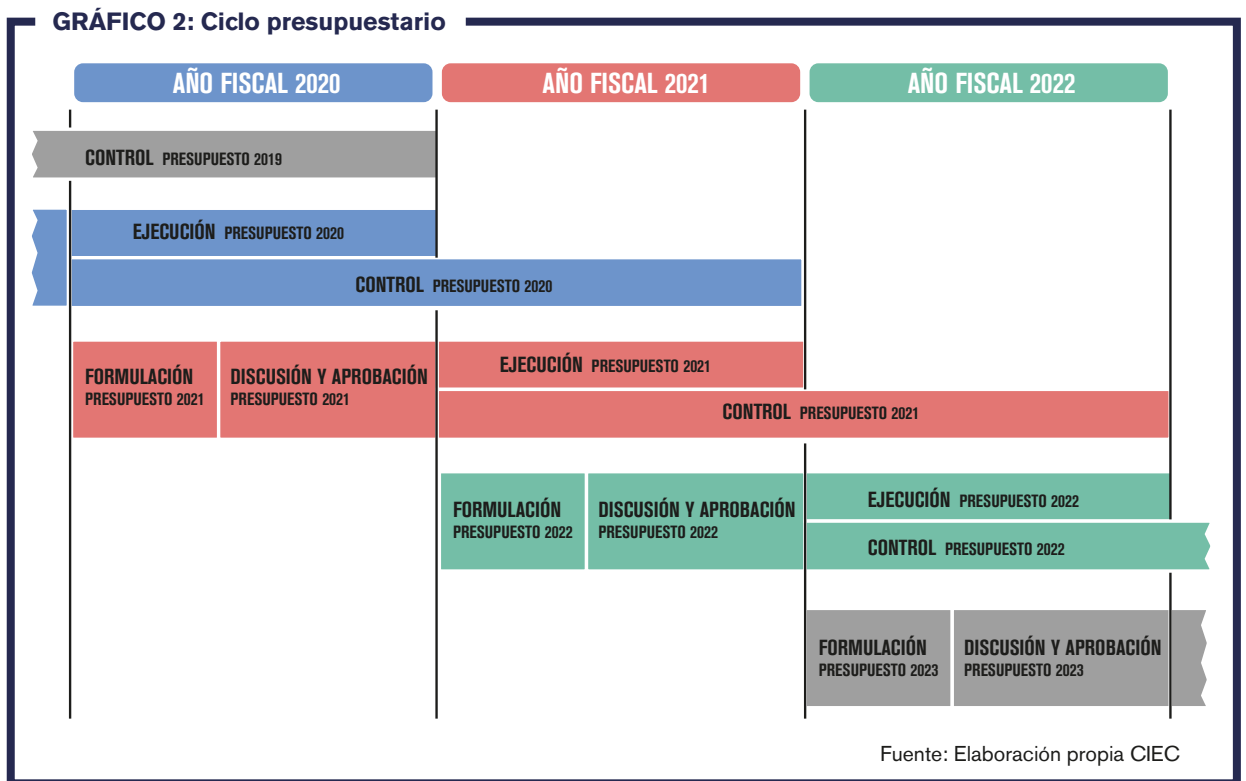 GRÁFICO 2: Ciclo presupuestario
AÑO FISCAL 2020
AÑO FISCAL 2021
AÑO FISCAL 2022
CONTROL PRESUPUESTO 2019
EJECUCIÓN PRESUPUESTO 2020
CONTROL PRESUPUESTO 2020
FORMULACIÓN
PRESUPUESTO 2021
DISCUSIÓN Y APROBACIÓN
PRESUPUESTO 2021
EJECUCIÓN PRESUPUESTO 2021
CONTROL PRESUPUESTO 2021
FORMULACIÓN
PRESUPUESTO 2022
DISCUSIÓN Y APROBACIÓN
PRESUPUESTO 2022
EJECUCIÓN PRESUPUESTO 2022
CONTROL PRESUPUESTO 2022
FORMULACIÓN
PRESUPUESTO 2023
DISCUSIÓN Y APROBACIÓN
PRESUPUESTO 2023
Fuente: Elaboración propia CIEC